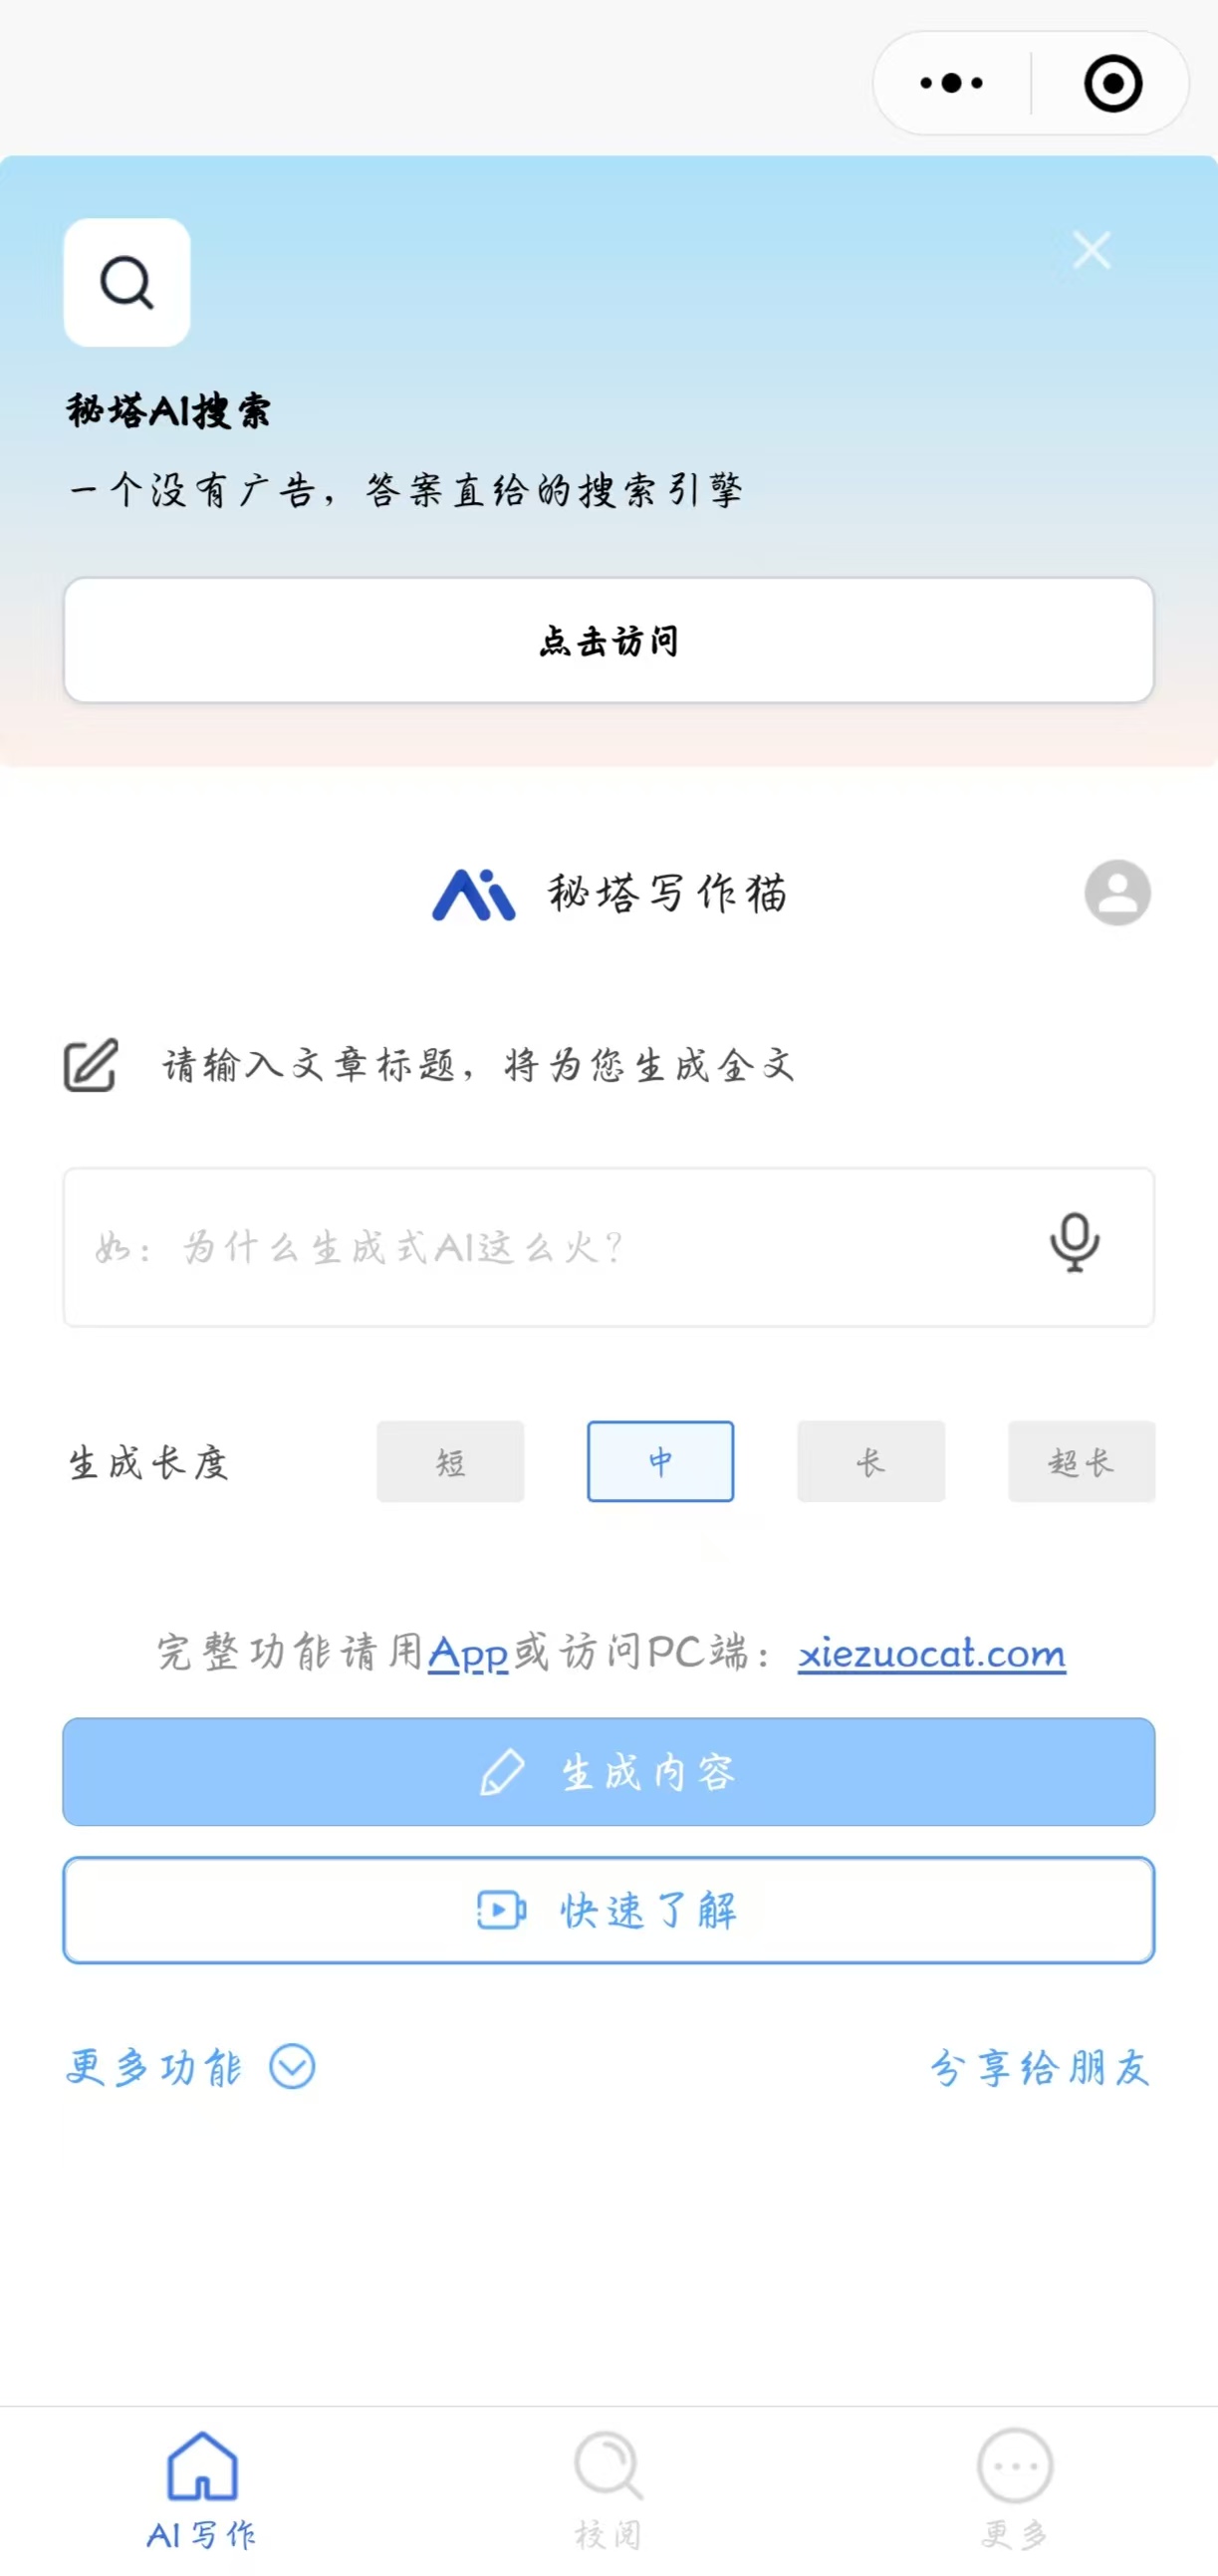 秘塔AI搜索
一个没有广告，答案直给的搜索引擎
点击访问
秘塔写作猫
请输入文章标题，将为您生成全文
如：为什么生成式AI这么火？
生成长度 短 中 长 超长
完整功能请用App或访问PC端：xiezuocat.com
生成内容
快速了解
更多功能 分享给朋友
AI 写作 校阅 更多